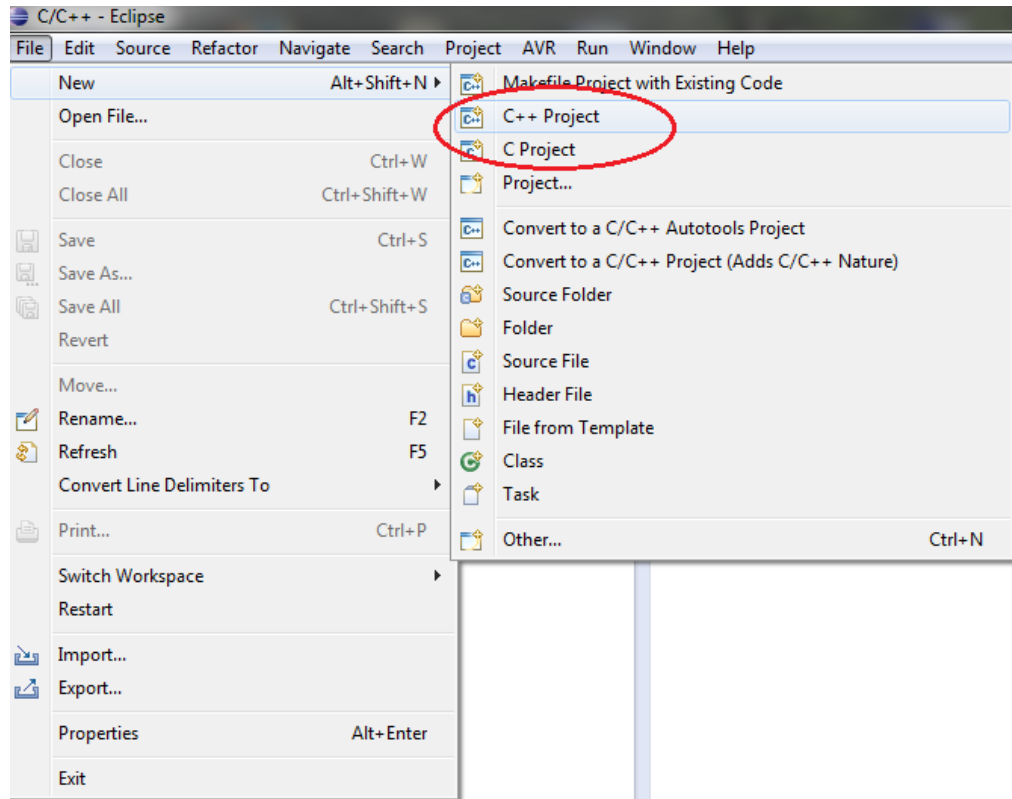 C/C++ - Eclipse
File Edit Source Refactor Navigate Search Project AVR Run Window Help
New Alt+Shift+N
Open File...
Close Ctrl+W
Close All Ctrl+Shift+W
Save Ctrl+S
Save As...
Save All Ctrl+Shift+S
Revert
Move...
Rename... F2
Refresh F5
Convert Line Delimiters To
Print... Ctrl+P
Switch Workspace
Restart
Import...
Export...
Properties Alt+Enter
Exit
Makefile Project with Existing Code
C++ Project
C Project
Project...
Convert to a C/C++ Autotools Project
Convert to a C/C++ Project (Adds C/C++ Nature)
Source Folder
Folder
Source File
Header File
File from Template
Class
Task
Other... Ctrl+N